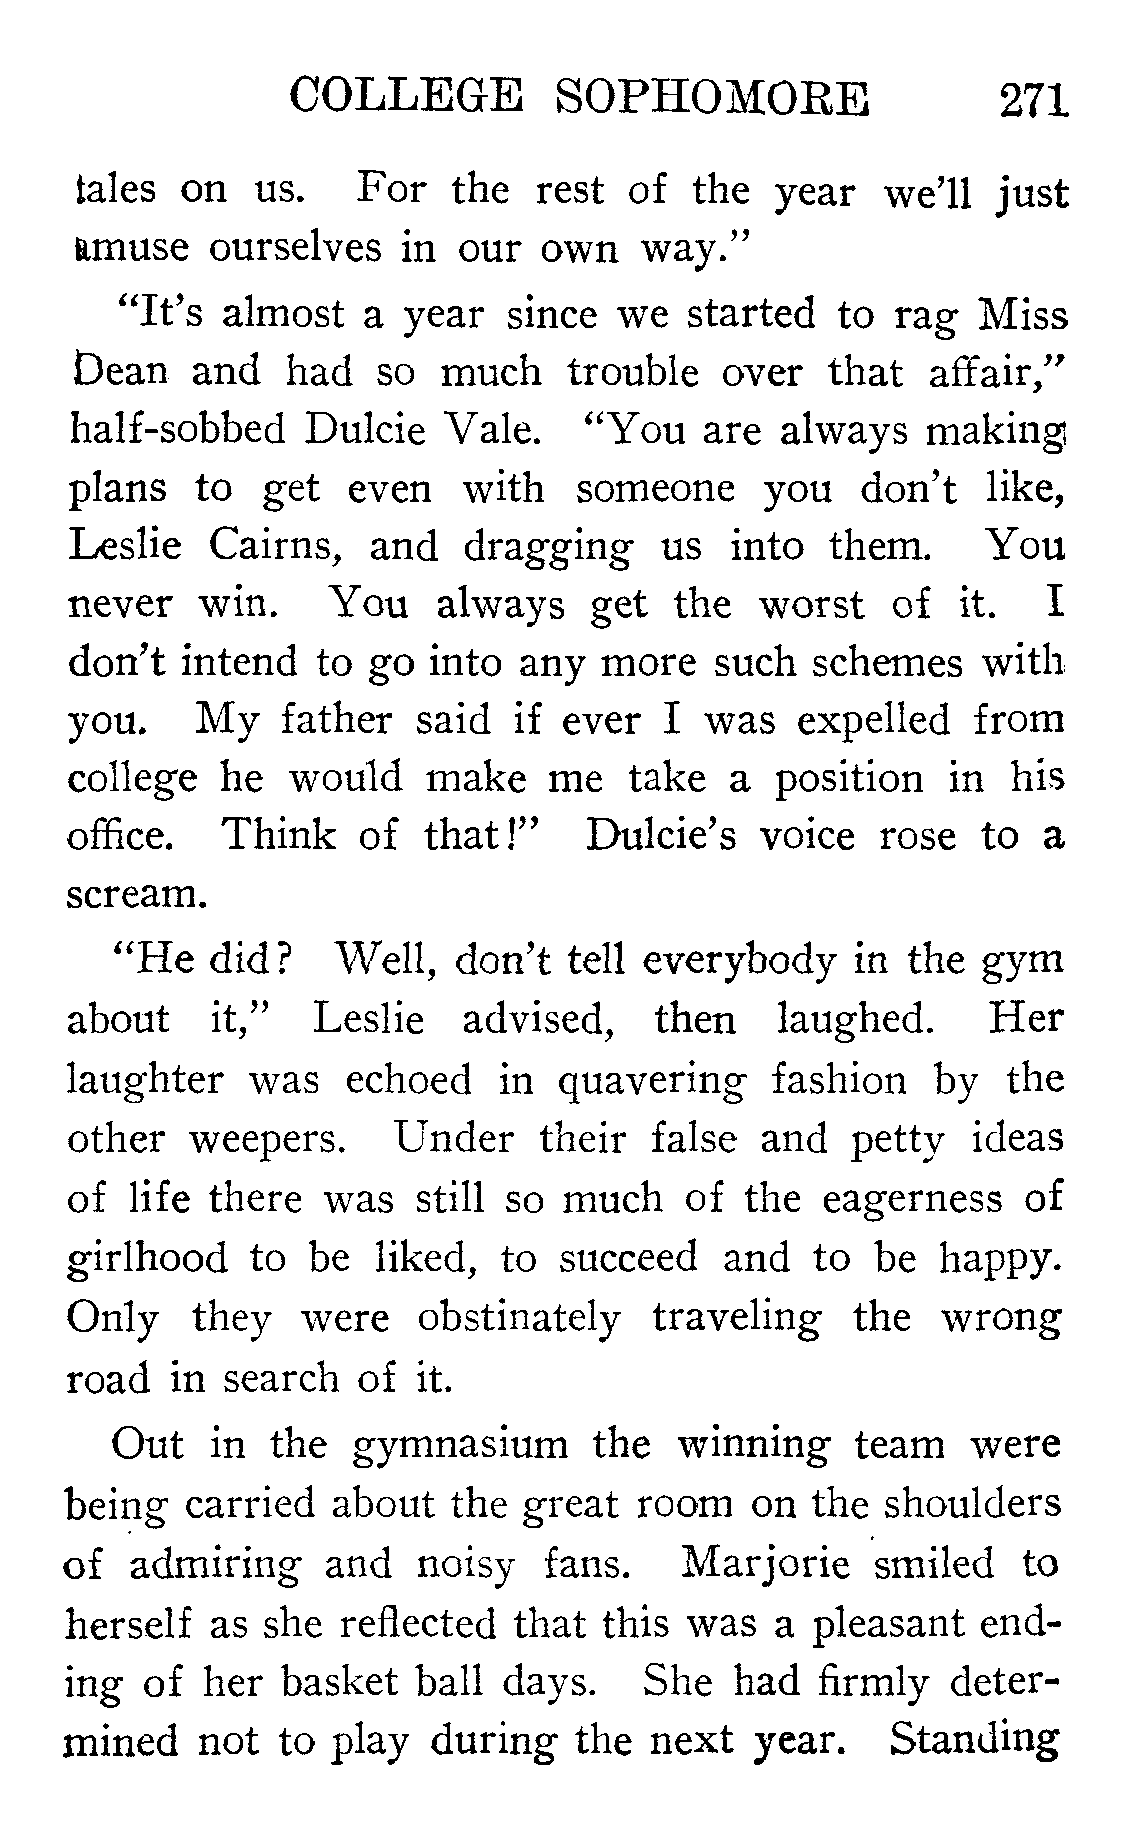 COLLEGE SOPHOMORE 271
tales on us. For the rest of the year we'll just
amuse ourselves in our own way."
"It's almost a year since we started to rag Miss
Dean and had so much trouble over that affair,"
half-sobbed Dulcie Vale. "You are always making
plans to get even with someone you don't like,
Leslie Cairns, and dragging us into them. You
never win. You always get the worst of it. I
don't intend to go into any more such schemes with
you. My father said if ever I was expelled from
college he would make me take a position in his
office. Think of that!" Dulcie's voice rose to a
scream.
"He did? Well, don't tell everybody in the gym
about it," Leslie advised, then laughed. Her
laughter was echoed in quavering fashion by the
other weepers. Under their false and petty ideas
of life there was still so much of the eagerness of
girlhood to be liked, to succeed and to be happy.
Only they were obstinately traveling the wrong
road in search of it.
Out in the gymnasium the winning team were
being carried about the great room on the shoulders
of admiring and noisy fans. Marjorie smiled to
herself as she reflected that this was a pleasant end-
ing of her basket ball days. She had firmly deter-
mined not to play during the next year. Standing